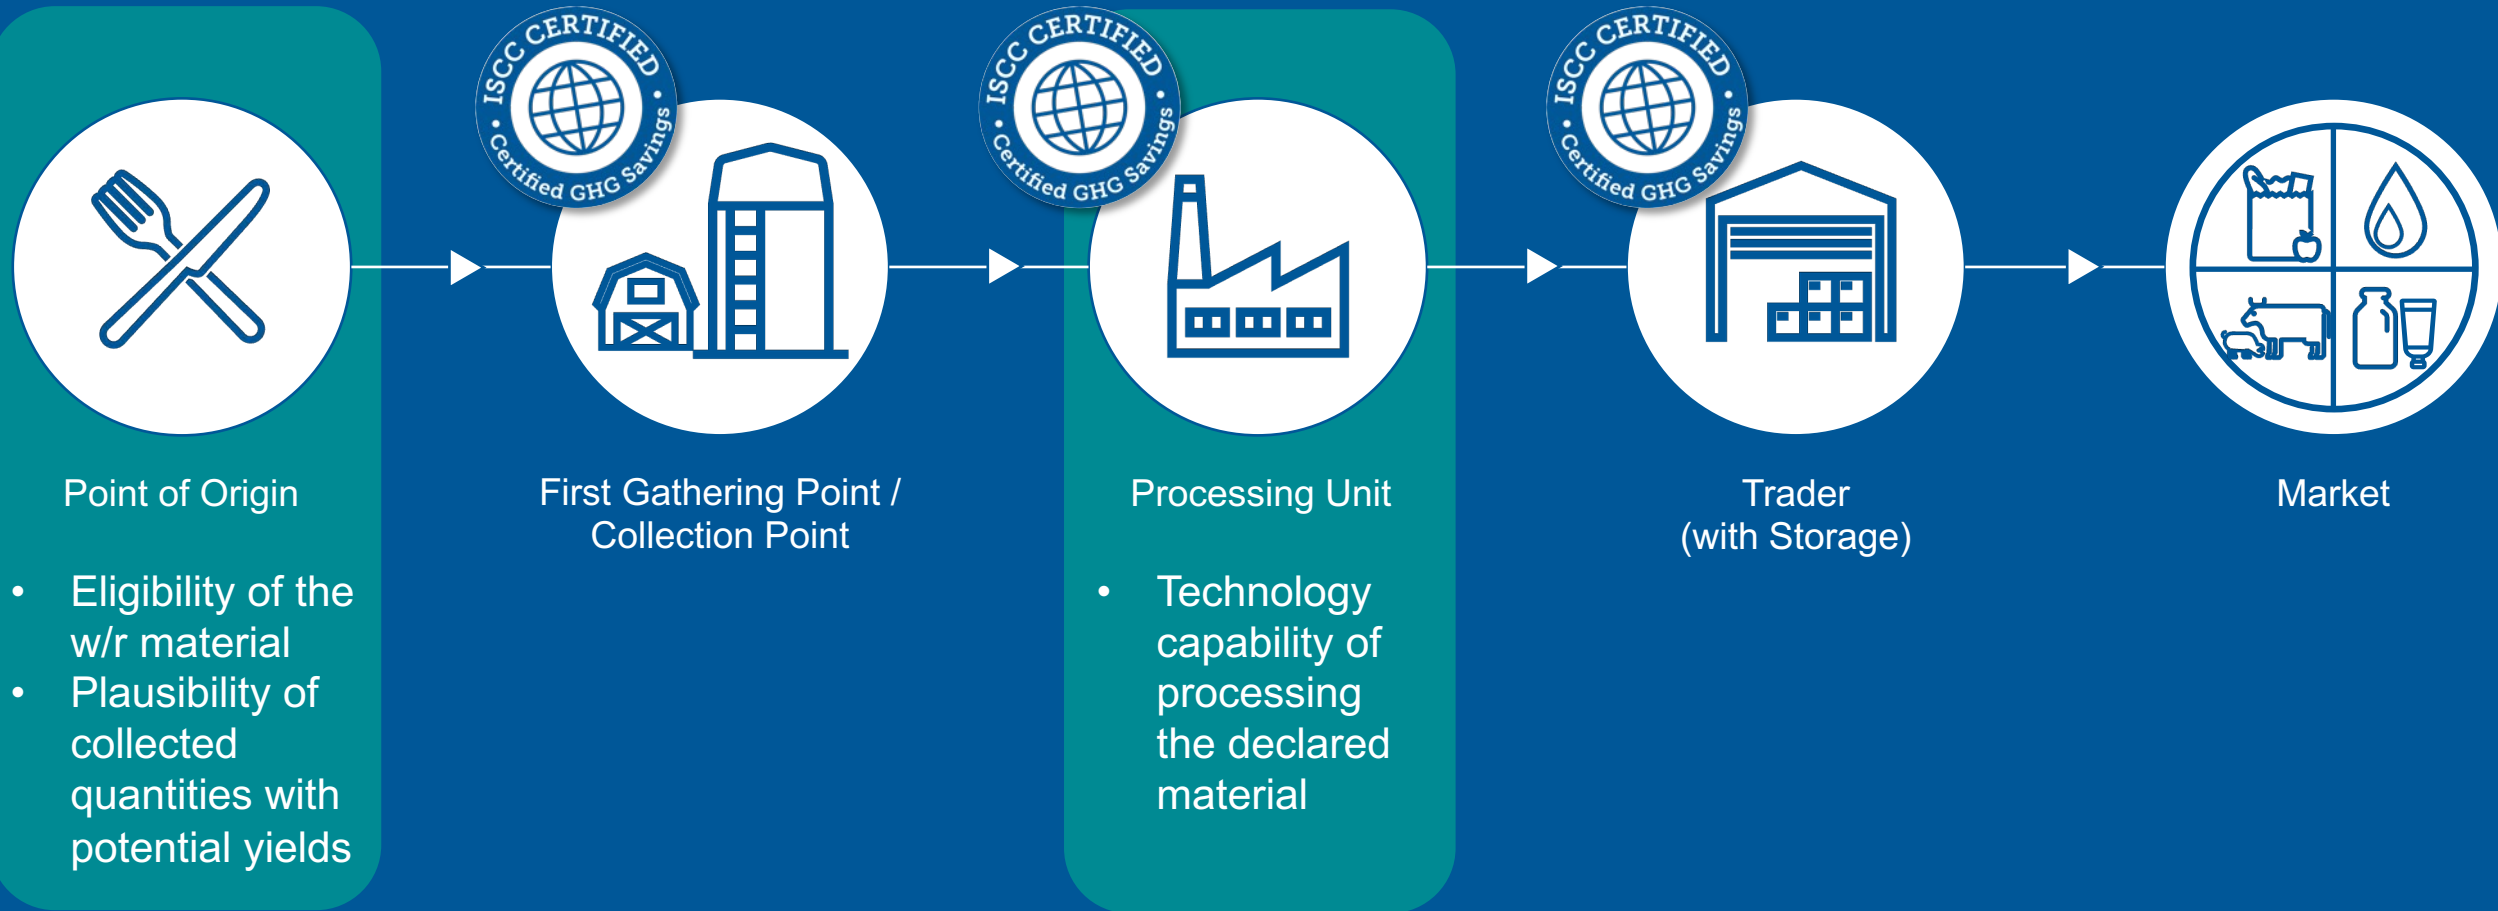 • ISCC CERTIFIED •
Certified GHG Savings
• ISCC CERTIFIED •
Certified GHG Savings
• ISCC CERTIFIED •
Certified GHG Savings
Point of Origin
• Eligibility of the
w/r material
• Plausibility of
collected
quantities with
potential yields
First Gathering Point /
Collection Point
Processing Unit
• Technology
capability of
processing
the declared
material
Trader
(with Storage)
Market